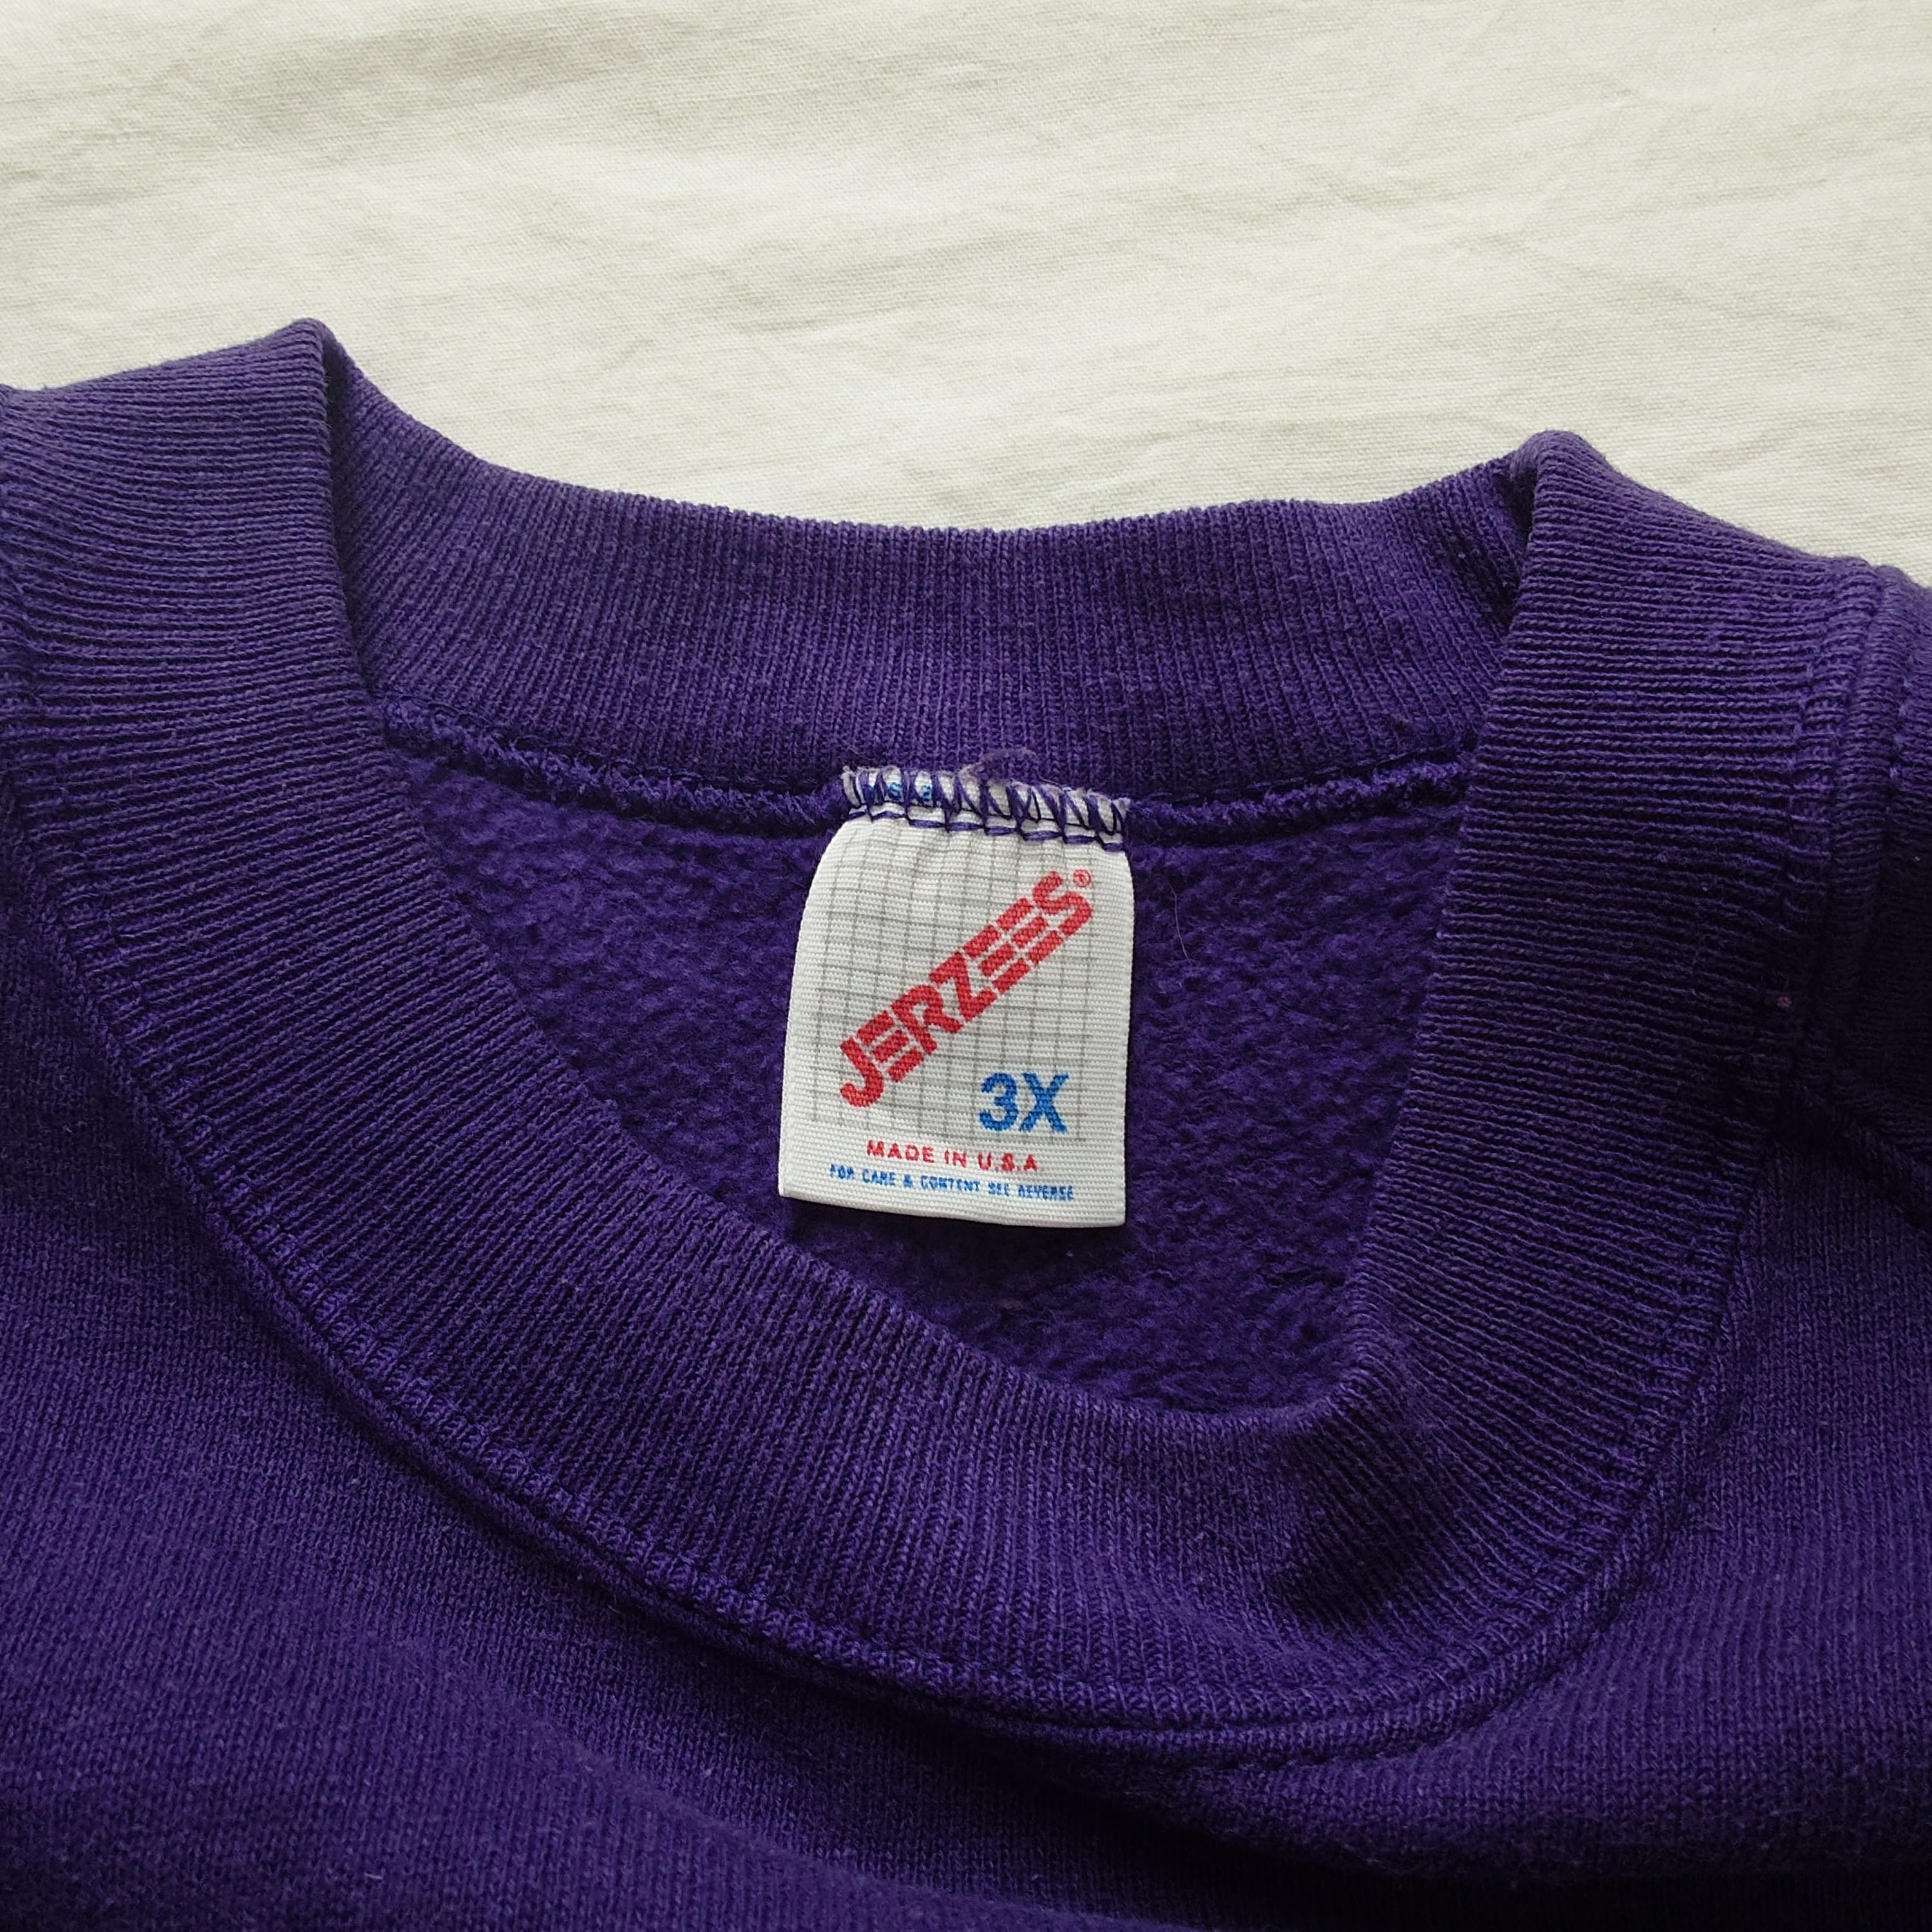 JERZEES®
3X
MADE IN U.S.A
FOR CARE & CONTENT SEE REVERSE